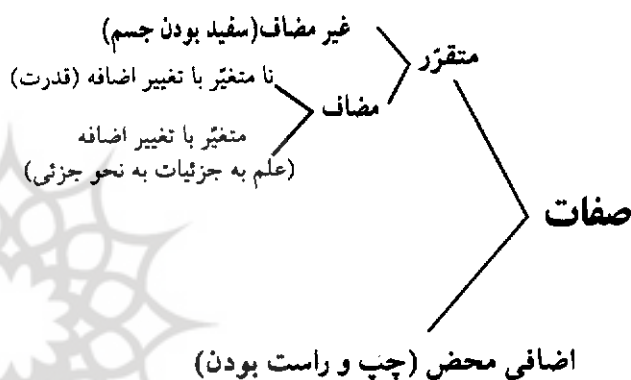 غیر مضاف(سفید بودن جسم)
متقرّر
نا متغیّر با تغییر اضافه (قدرت)
مضاف
متغیّر با تغییر اضافه
(علم به جزئیات به نحو جزئی)
صفات
اضافی محض (چپ و راست بودن)